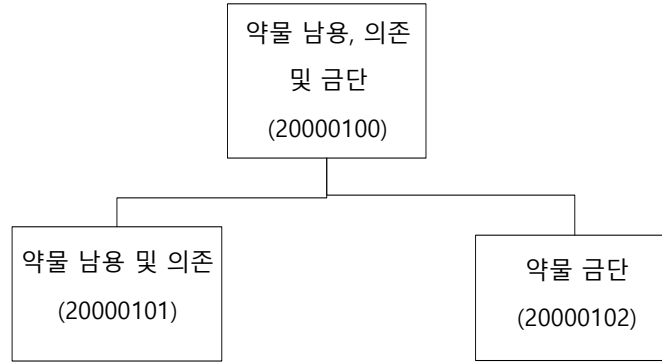 약물 남용, 의존
및 금단
(20000100)
약물 남용 및 의존
(20000101)
약물 금단
(20000102)